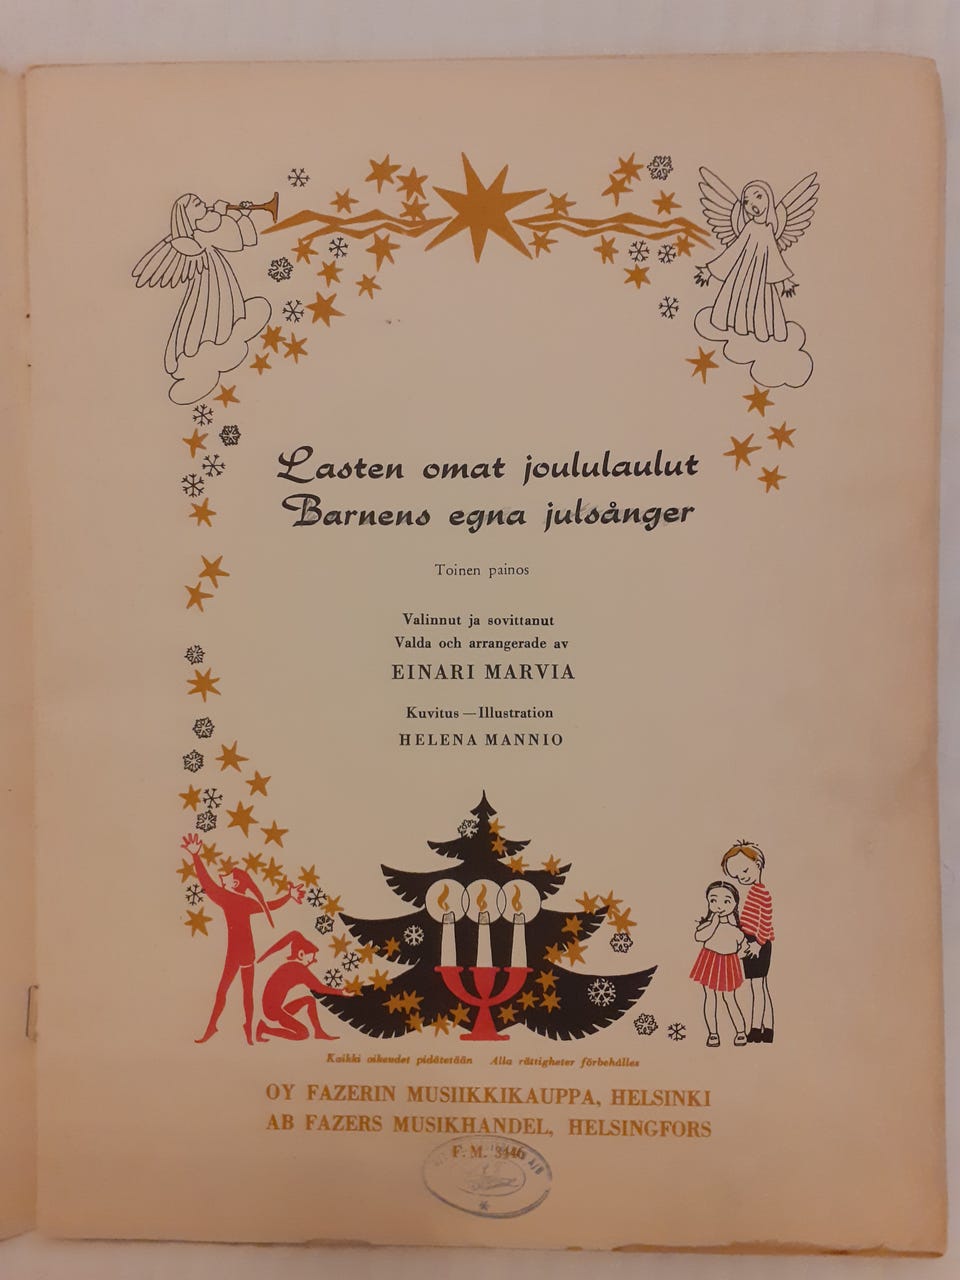 Lasten omat joululaulut
Barnens egna julsånger
Toinen painos
Valinnut ja sovittanut
Valda och arrangerade av
EINARI MARVIA
Kuvitus — Illustration
HELENA MANNIO
Kaikki oikeudet pidätetään Alla rättigheter förbehålles
OY FAZERIN MUSIIKKIKAUPPA, HELSINKI
AB FAZERS MUSIKHANDEL, HELSINGFORS
F. M. 3446